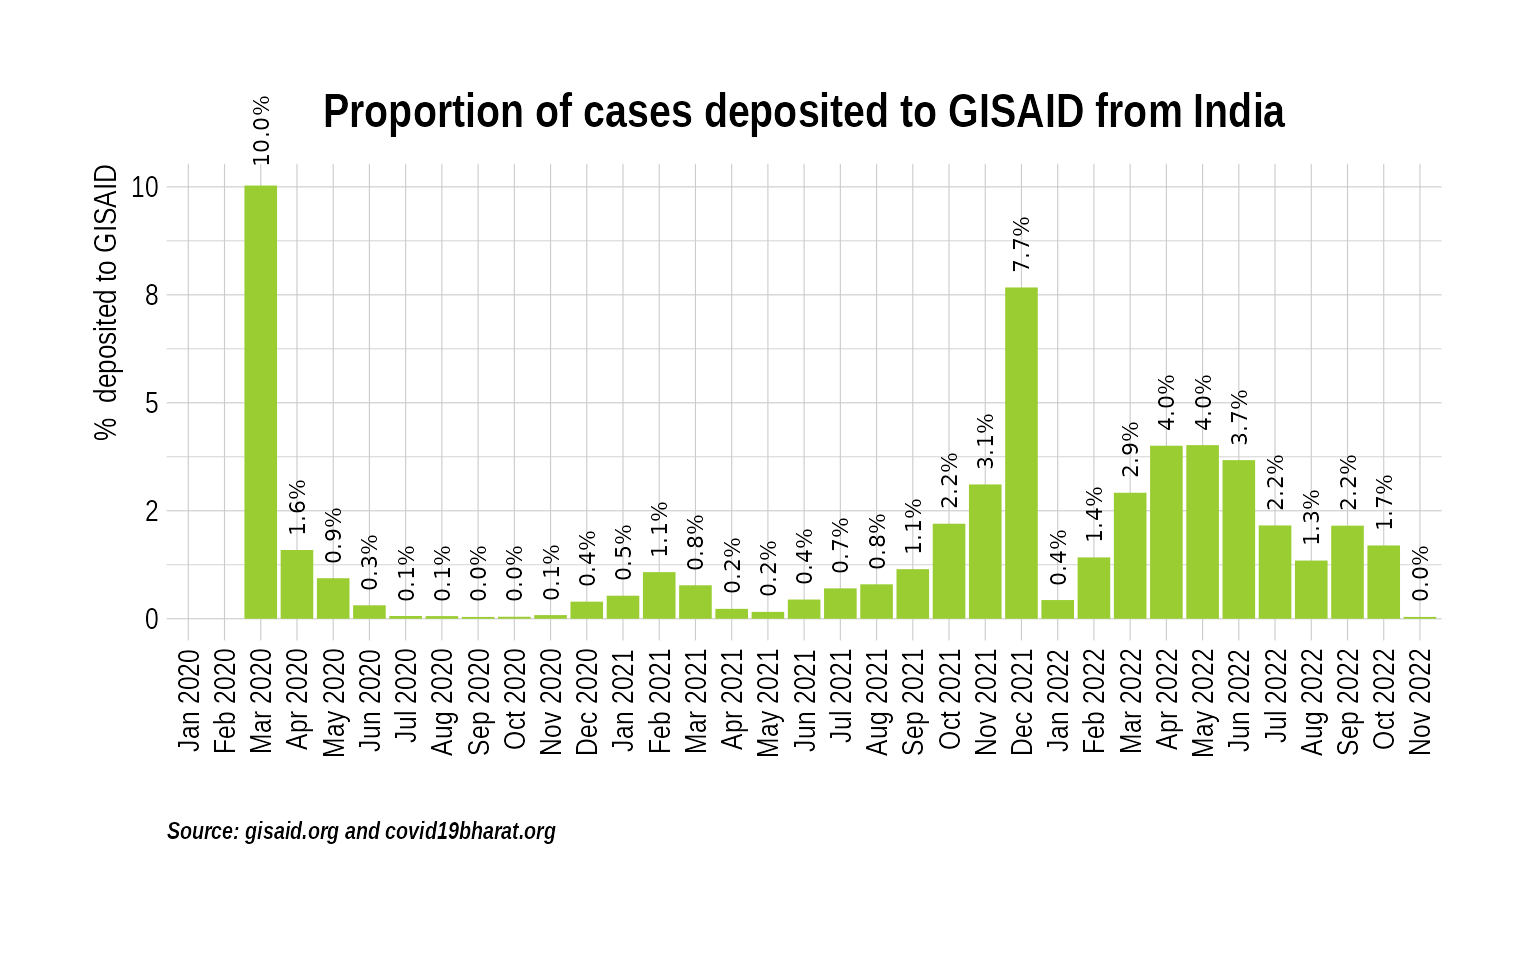 Proportion of cases deposited to GISAID from India
% deposited to GISAID
10
8
5
2
0
10.0%
1.6%
0.9%
0.3%
0.1%
0.1%
0.0%
0.0%
0.1%
0.4%
0.5%
1.1%
0.8%
0.2%
0.2%
0.4%
0.7%
0.8%
1.1%
2.2%
3.1%
7.7%
0.4%
1.4%
2.9%
4.0%
4.0%
3.7%
2.2%
1.3%
2.2%
1.7%
0.0%
Jan 2020
Feb 2020
Mar 2020
Apr 2020
May 2020
Jun 2020
Jul 2020
Aug 2020
Sep 2020
Oct 2020
Nov 2020
Dec 2020
Jan 2021
Feb 2021
Mar 2021
Apr 2021
May 2021
Jun 2021
Jul 2021
Aug 2021
Sep 2021
Oct 2021
Nov 2021
Dec 2021
Jan 2022
Feb 2022
Mar 2022
Apr 2022
May 2022
Jun 2022
Jul 2022
Aug 2022
Sep 2022
Oct 2022
Nov 2022
Source: gisaid.org and covid19bharat.org